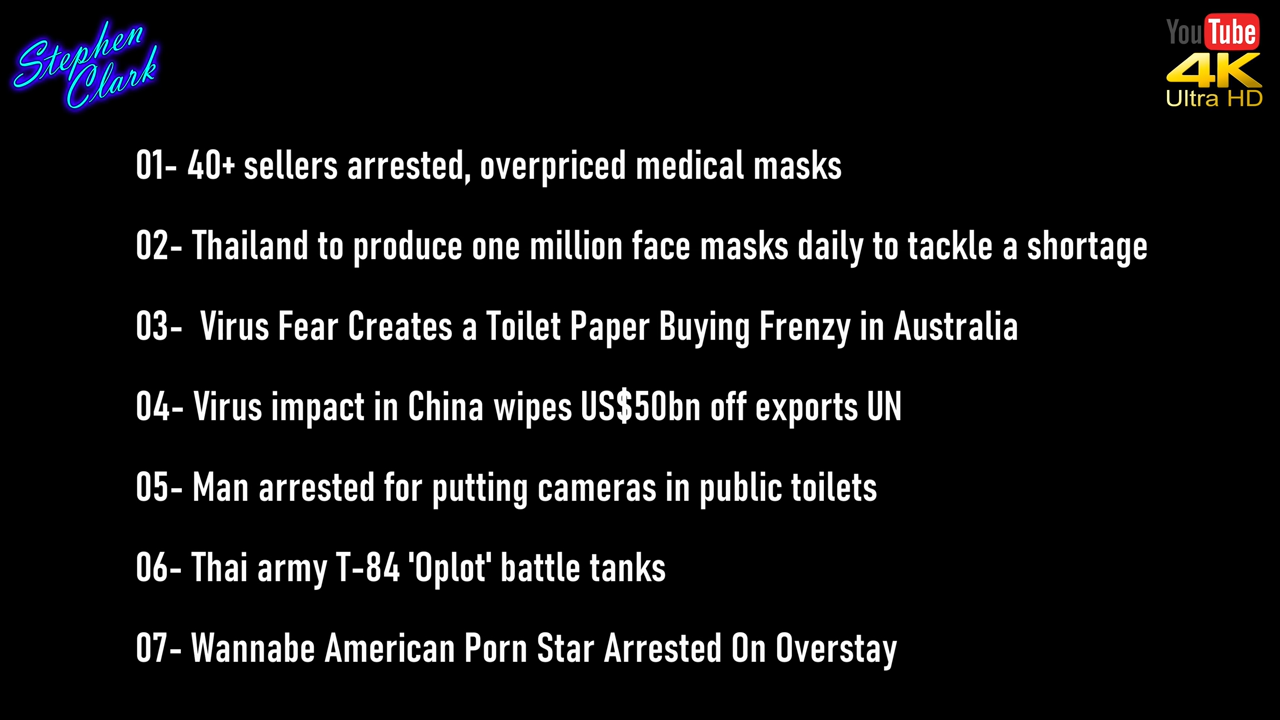 Stephen
Clark
YouTube
4K
Ultra HD
01- 40+ sellers arrested, overpriced medical masks
02- Thailand to produce one million face masks daily to tackle a shortage
03-  Virus Fear Creates a Toilet Paper Buying Frenzy in Australia
04- Virus impact in China wipes US$50bn off exports UN
05- Man arrested for putting cameras in public toilets
06- Thai army T-84 'Oplot' battle tanks
07- Wannabe American Porn Star Arrested On Overstay